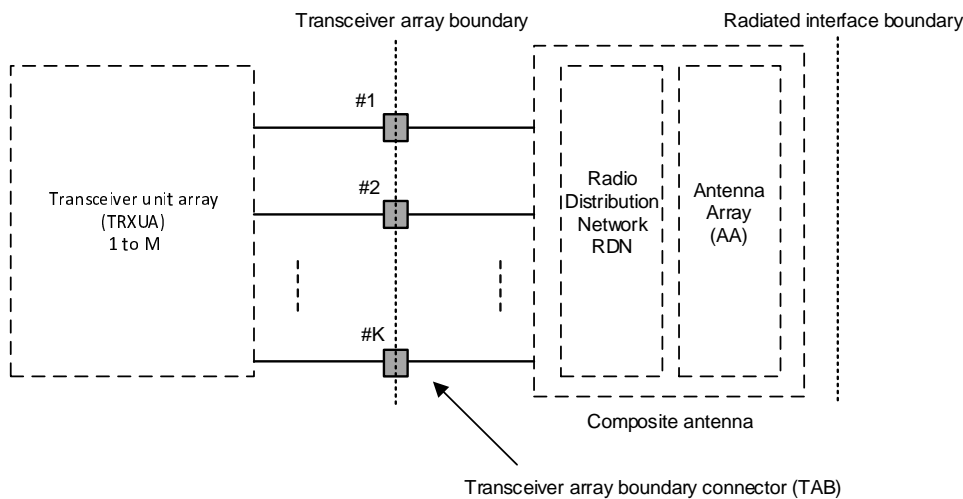 Transceiver array boundary
Radiated interface boundary
#1
#2
#K
Transceiver unit array
(TRXUA)
1 to M
Radio
Distribution
Network
RDN
Antenna
Array
(AA)
Composite antenna
Transceiver array boundary connector (TAB)